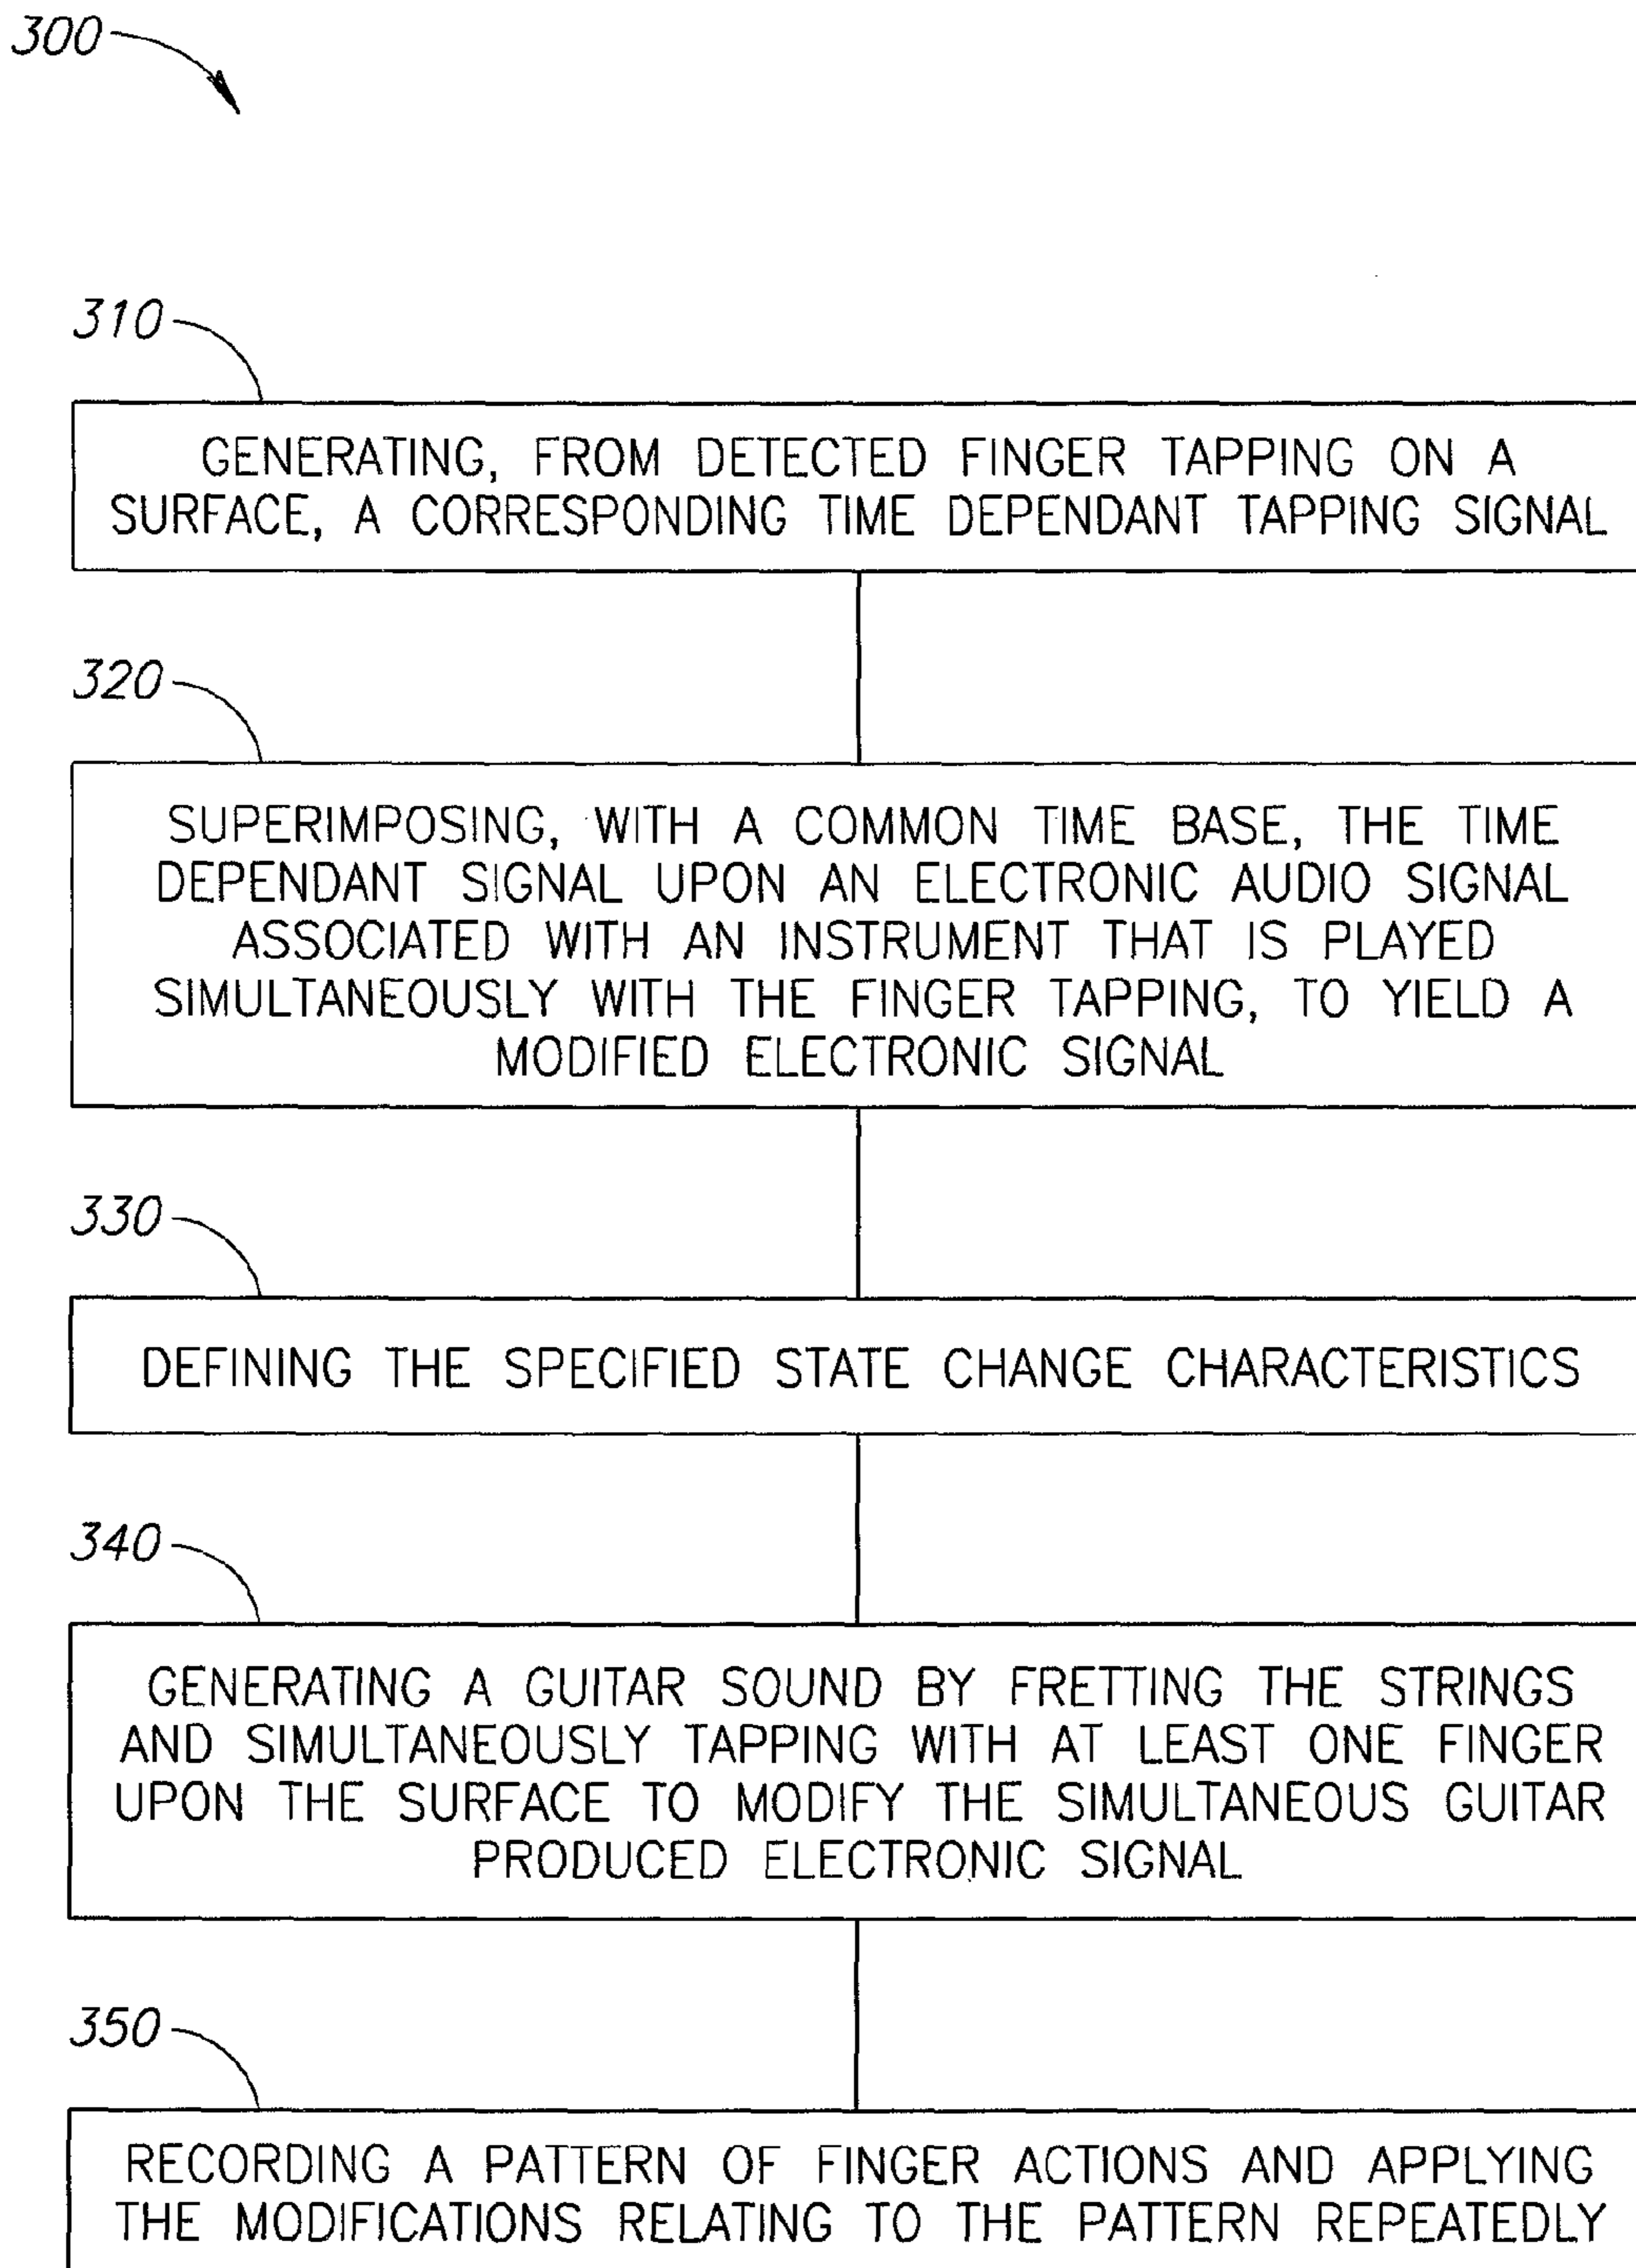 300
310
GENERATING, FROM DETECTED FINGER TAPPING ON A
SURFACE, A CORRESPONDING TIME DEPENDANT TAPPING SIGNAL
320
SUPERIMPOSING, WITH A COMMON TIME BASE, THE TIME
DEPENDANT SIGNAL UPON AN ELECTRONIC AUDIO SIGNAL
ASSOCIATED WITH AN INSTRUMENT THAT IS PLAYED
SIMULTANEOUSLY WITH THE FINGER TAPPING, TO YIELD A
MODIFIED ELECTRONIC SIGNAL
330
DEFINING THE SPECIFIED STATE CHANGE CHARACTERISTICS
340
GENERATING A GUITAR SOUND BY FRETTING THE STRINGS
AND SIMULTANEOUSLY TAPPING WITH AT LEAST ONE FINGER
UPON THE SURFACE TO MODIFY THE SIMULTANEOUS GUITAR
PRODUCED ELECTRONIC SIGNAL
350
RECORDING A PATTERN OF FINGER ACTIONS AND APPLYING
THE MODIFICATIONS RELATING TO THE PATTERN REPEATEDLY